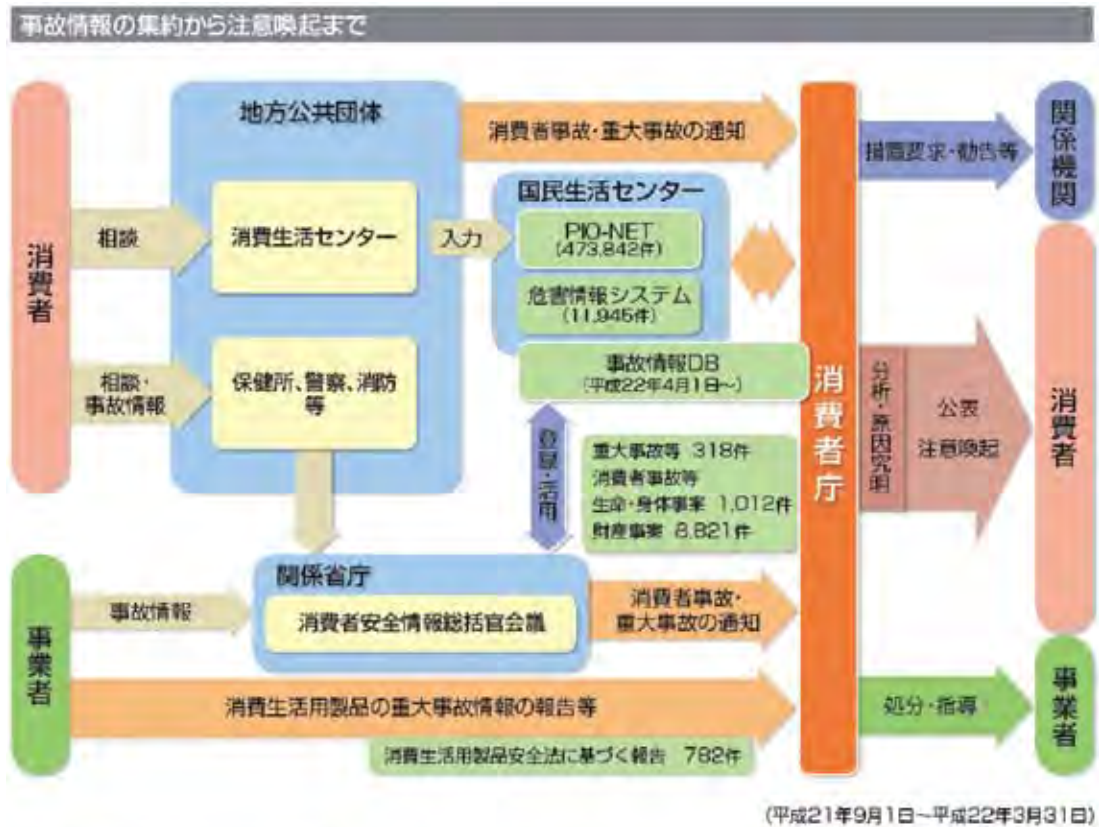 事故情報の集約から注意喚起まで
消費者
相談
相談・
事故情報
地方公共団体
消費生活センター
保健所、警察、消防
等
入力
消費者事故・重大事故の通知
国民生活センター
PIO-NET
(473,842件)
危害情報システム
(11,945件)
事故情報DB
(平成22年4月1日～)
登録・活用
重大事故等 318件
消費者事故等
生命・身体事案 1,012件
財産事案 8,821件
関係省庁
消費者安全情報総括官会議
消費者事故・
重大事故の通知
事業者
事故情報
消費生活用製品の重大事故情報の報告等
消費生活用製品安全法に基づく報告 782件
消費者庁
措置要求・勧告等
関係機関
分析・原因究明
公表
注意喚起
消費者
処分・指導
事業者
(平成21年9月1日～平成22年3月31日)